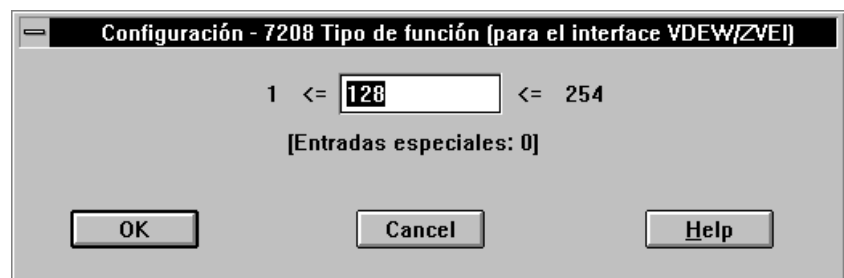 Configuración - 7208 Tipo de función (para el interface VDEW/ZVEI)
1 <= 128 <= 254
[Entradas especiales: 0]
OK Cancel Help